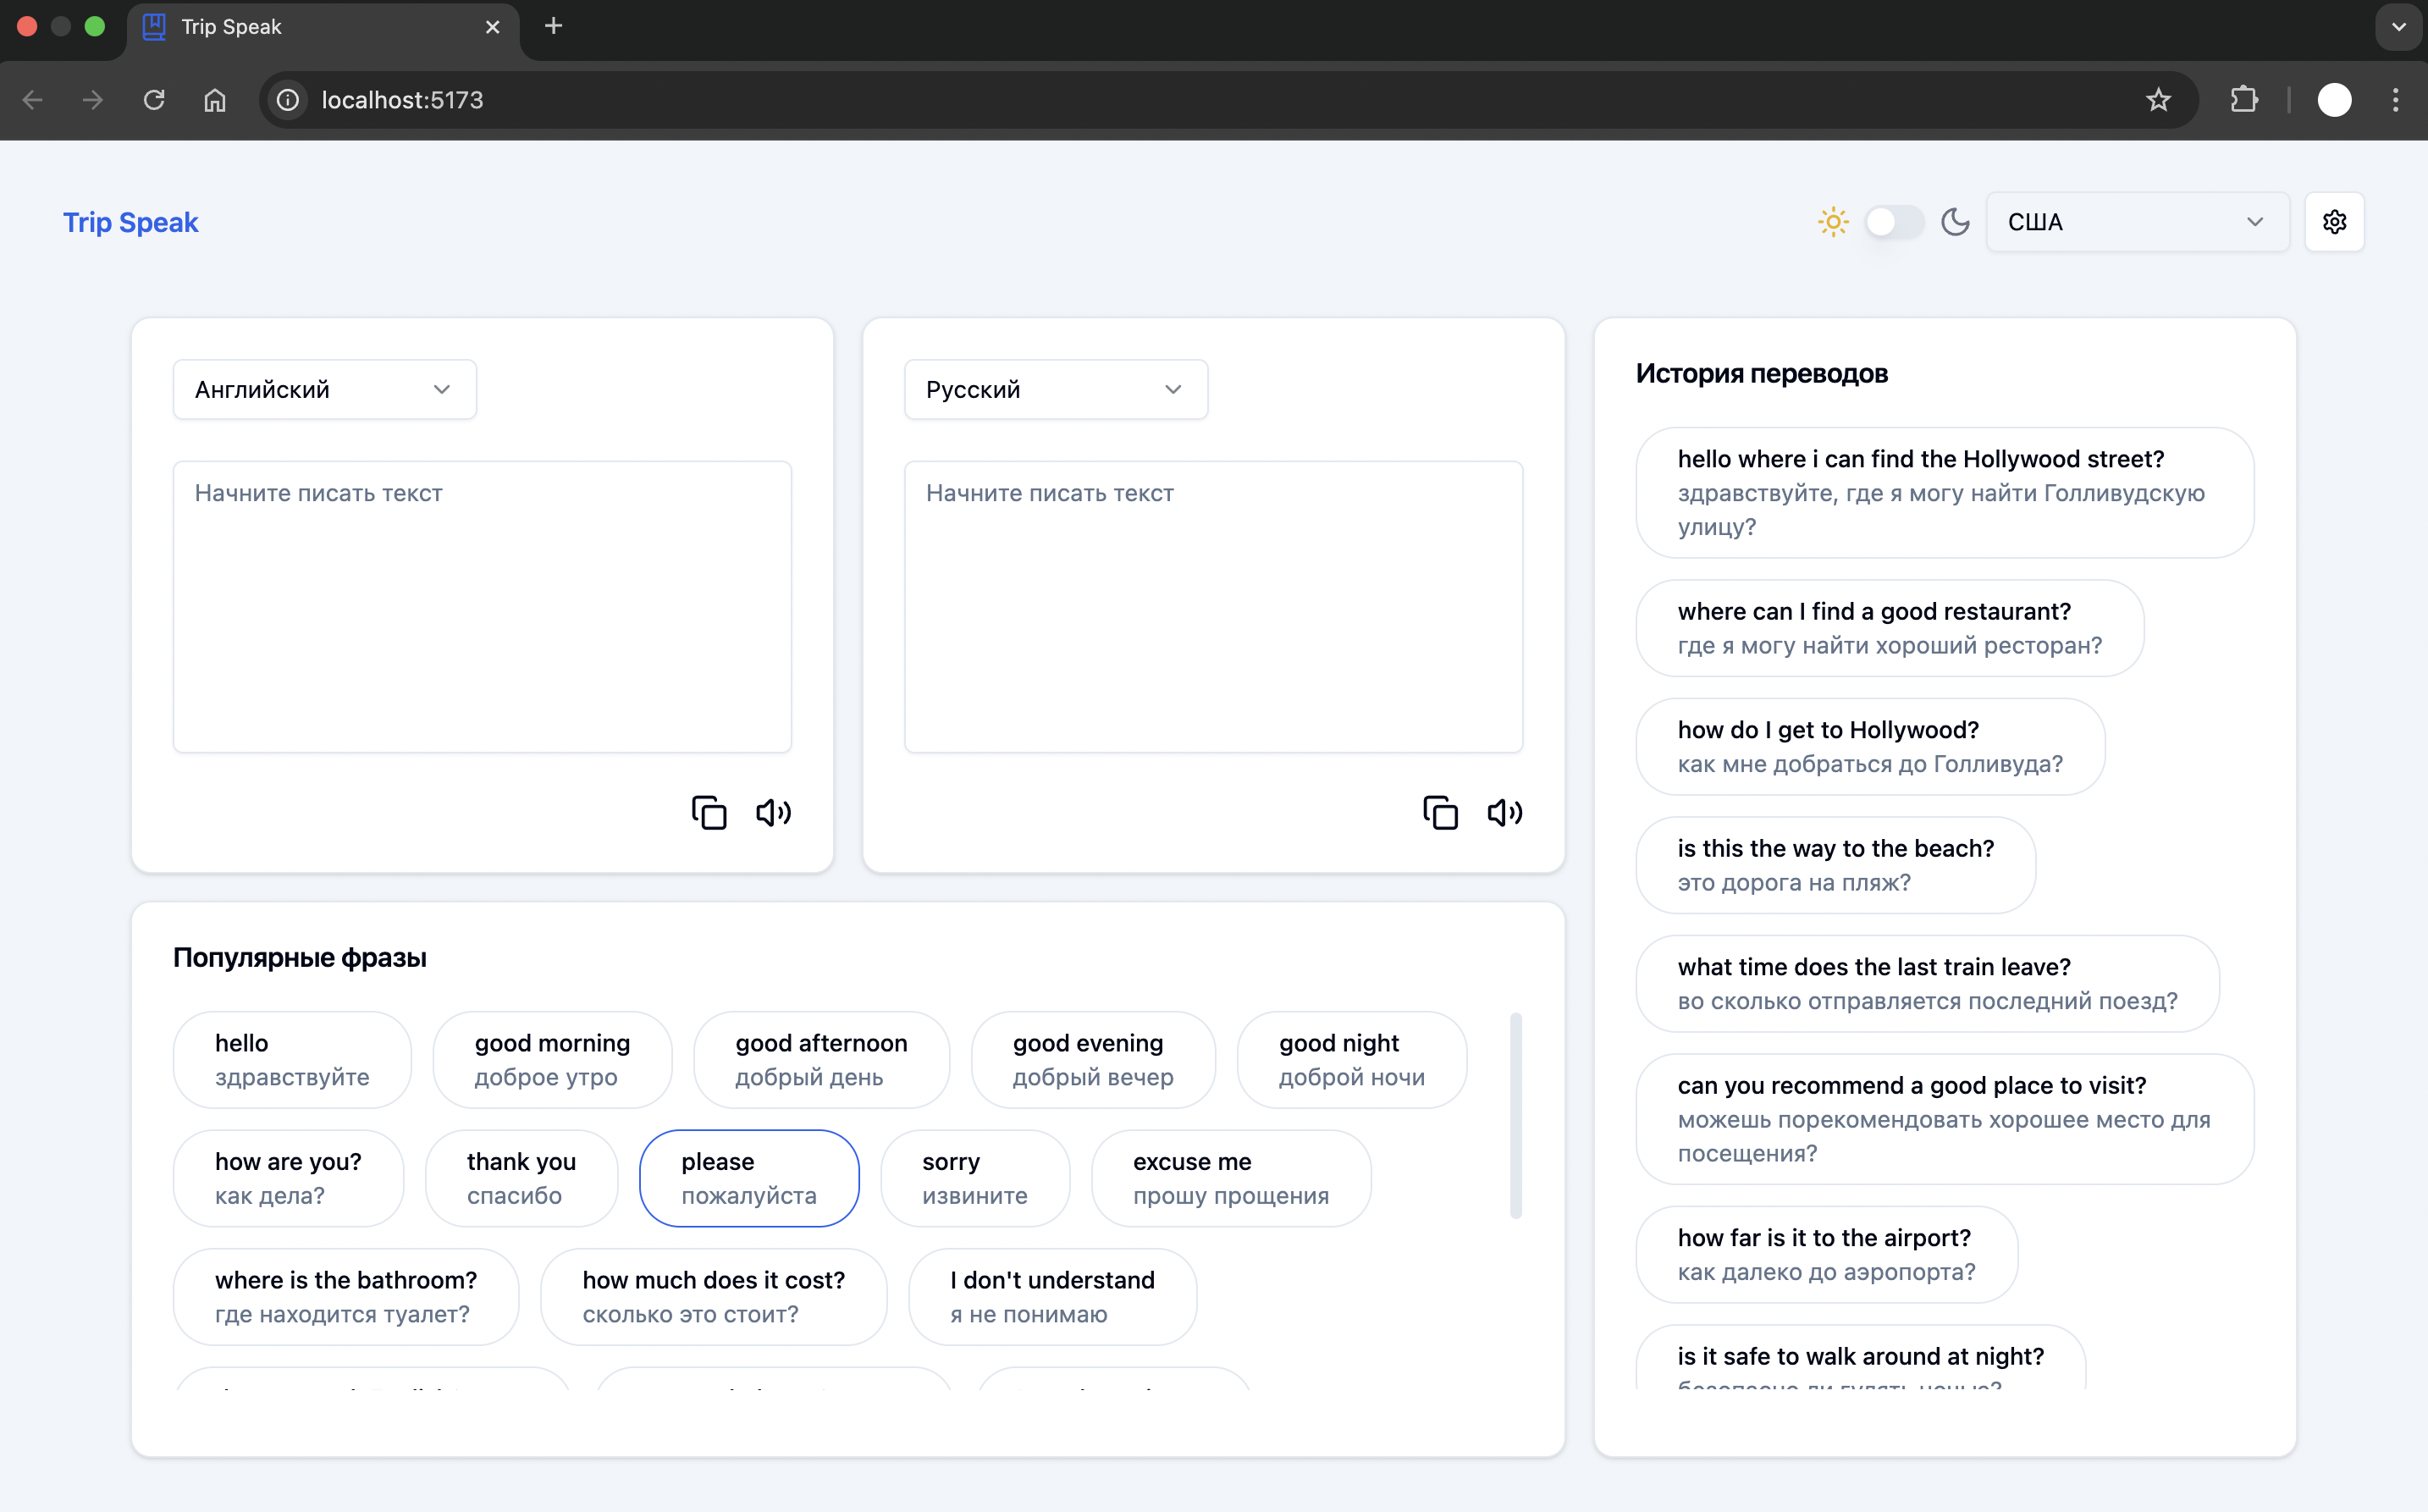 Trip Speak
localhost:5173
Trip Speak
США
Английский
Начните писать текст
Русский
Начните писать текст
Популярные фразы
hello
здравствуйте
good morning
доброе утро
good afternoon
добрый день
good evening
добрый вечер
good night
доброй ночи
how are you?
как дела?
thank you
спасибо
please
пожалуйста
sorry
извините
excuse me
прошу прощения
where is the bathroom?
где находится туалет?
how much does it cost?
сколько это стоит?
I don't understand
я не понимаю
История переводов
hello where i can find the Hollywood street?
здравствуйте, где я могу найти Голливудскую
улицу?
where can I find a good restaurant?
где я могу найти хороший ресторан?
how do I get to Hollywood?
как мне добраться до Голливуда?
is this the way to the beach?
это дорога на пляж?
what time does the last train leave?
во сколько отправляется последний поезд?
can you recommend a good place to visit?
можешь порекомендовать хорошее место для
посещения?
how far is it to the airport?
как далеко до аэропорта?
is it safe to walk around at night?
безопасно ли гулять ночью?